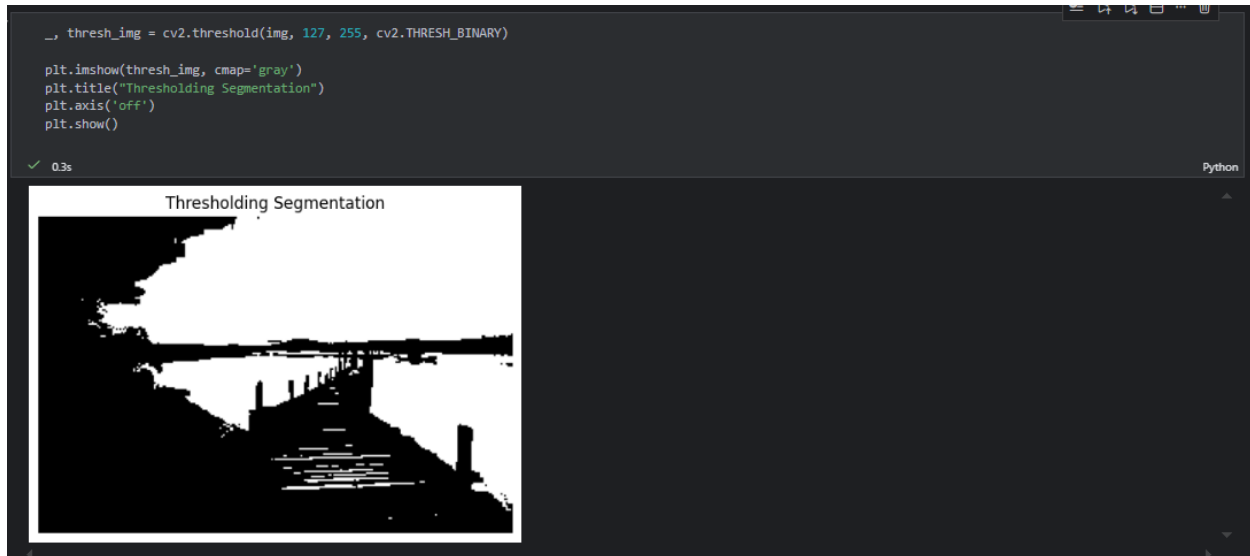 _, thresh_img = cv2.threshold(img, 127, 255, cv2.THRESH_BINARY)
plt.imshow(thresh_img, cmap='gray')
plt.title("Thresholding Segmentation")
plt.axis('off')
plt.show()
0.3s
Python
Thresholding Segmentation